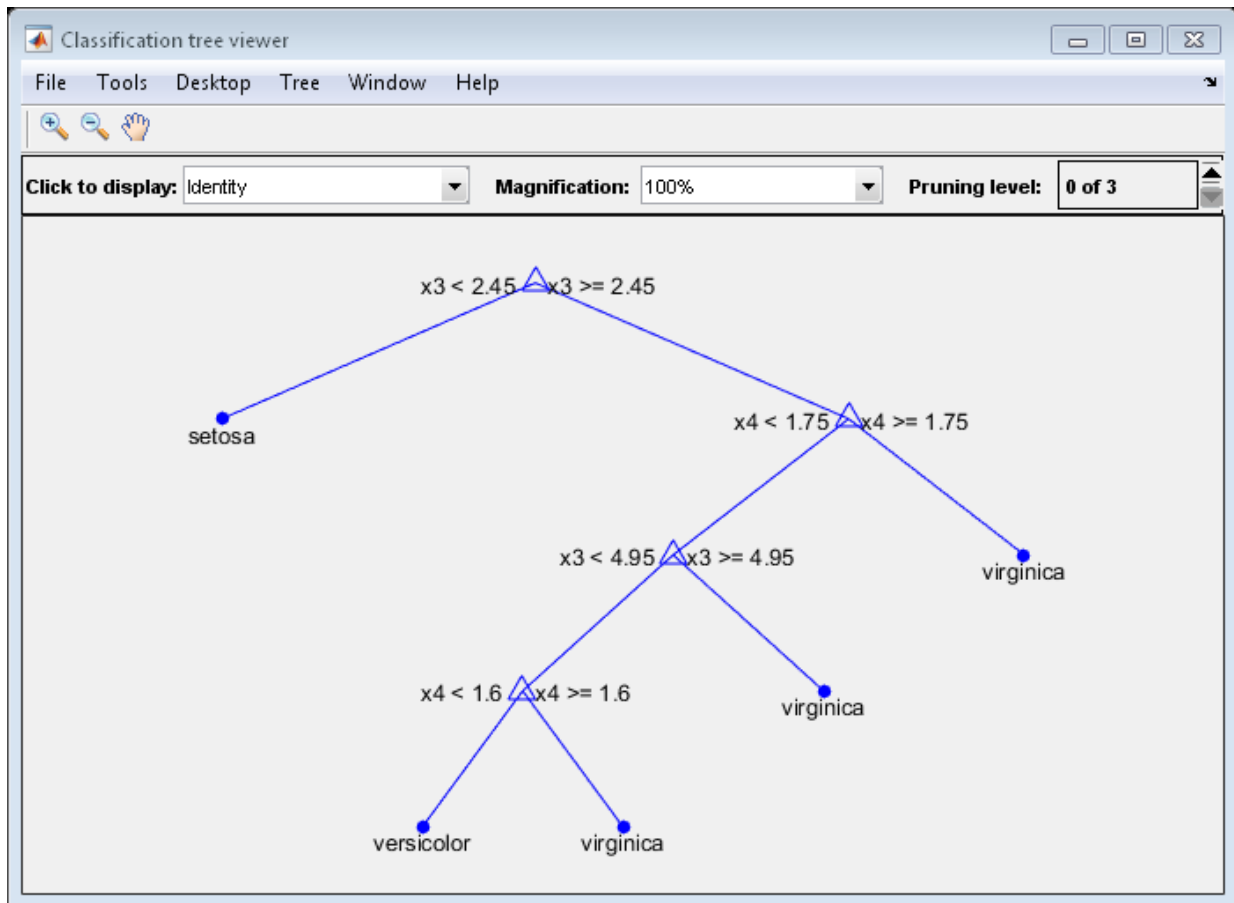 Classification tree viewer
File Tools Desktop Tree Window Help
Click to display: Identity Magnification: 100% Pruning level: 0 of 3
x3 < 2.45 x3 >= 2.45
setosa
x4 < 1.75 x4 >= 1.75
x3 < 4.95 x3 >= 4.95
virginica
x4 < 1.6 x4 >= 1.6
virginica
versicolor virginica